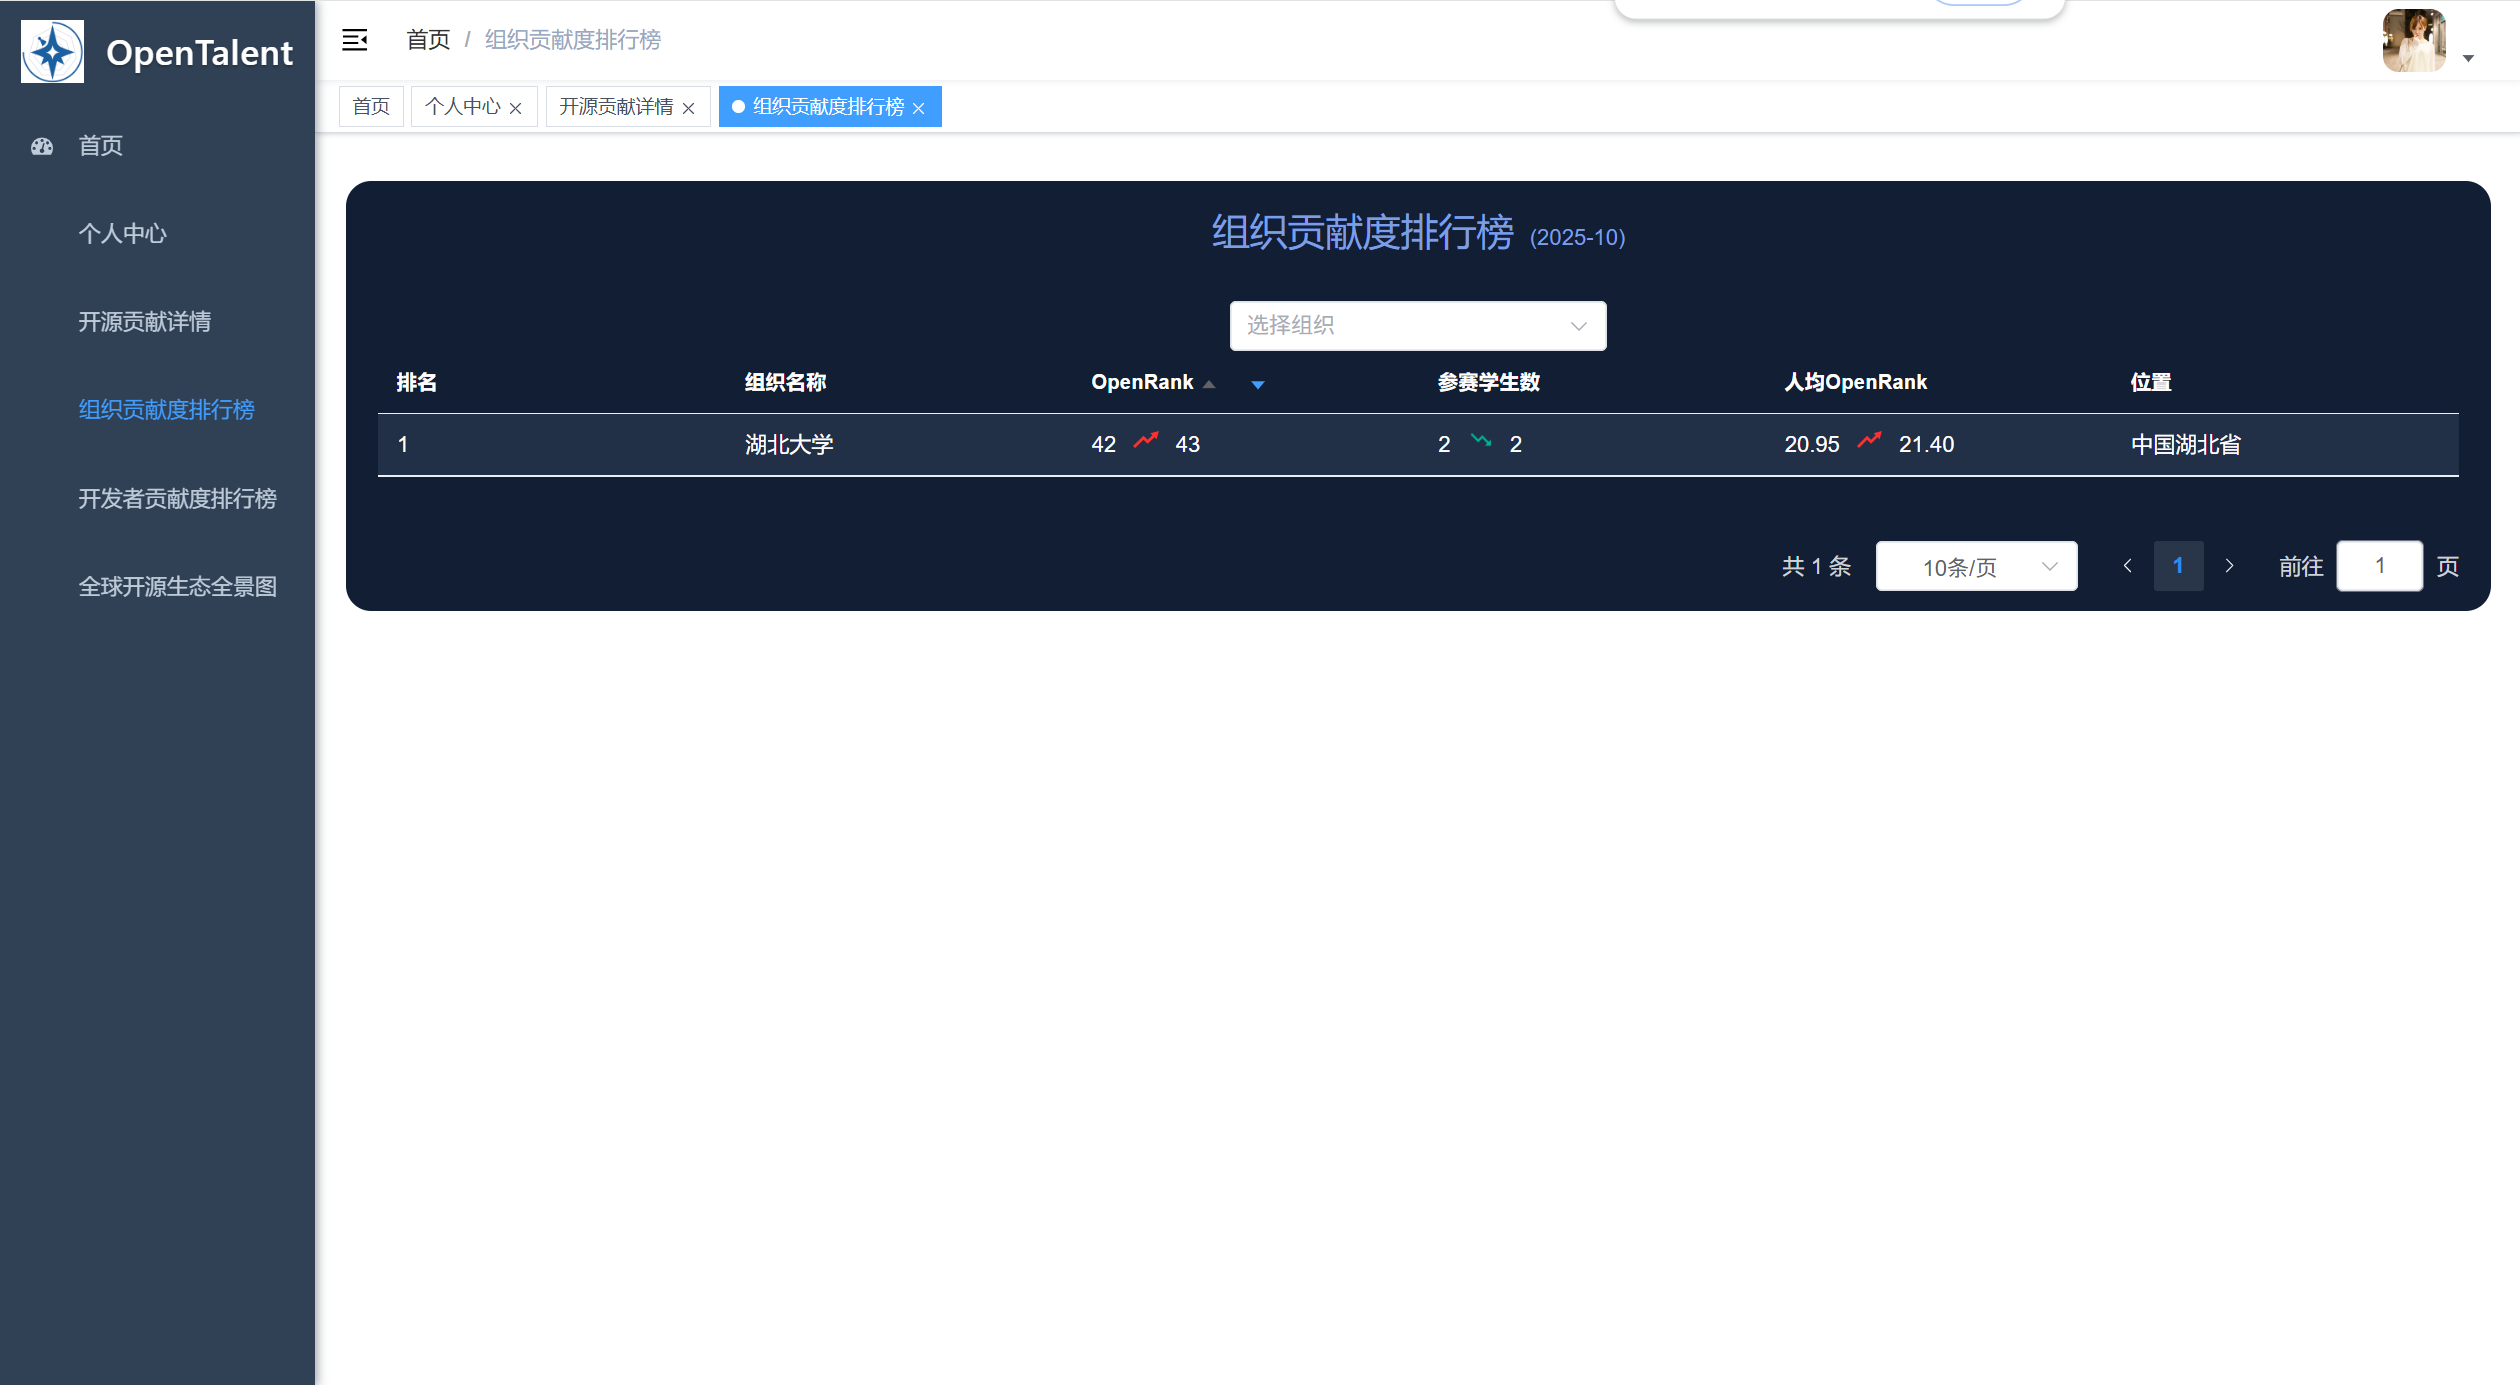 OpenTalent
首页
个人中心
开源贡献详情
组织贡献度排行榜
开发者贡献度排行榜
全球开源生态全景图
首页 / 组织贡献度排行榜
首页 个人中心 开源贡献详情 组织贡献度排行榜
组织贡献度排行榜 (2025-10)
选择组织
排名 组织名称 OpenRank 参赛学生数 人均OpenRank 位置
1 湖北大学 42 43 2 2 20.95 21.40 中国湖北省
共 1 条 10条/页 1 前往 1 页